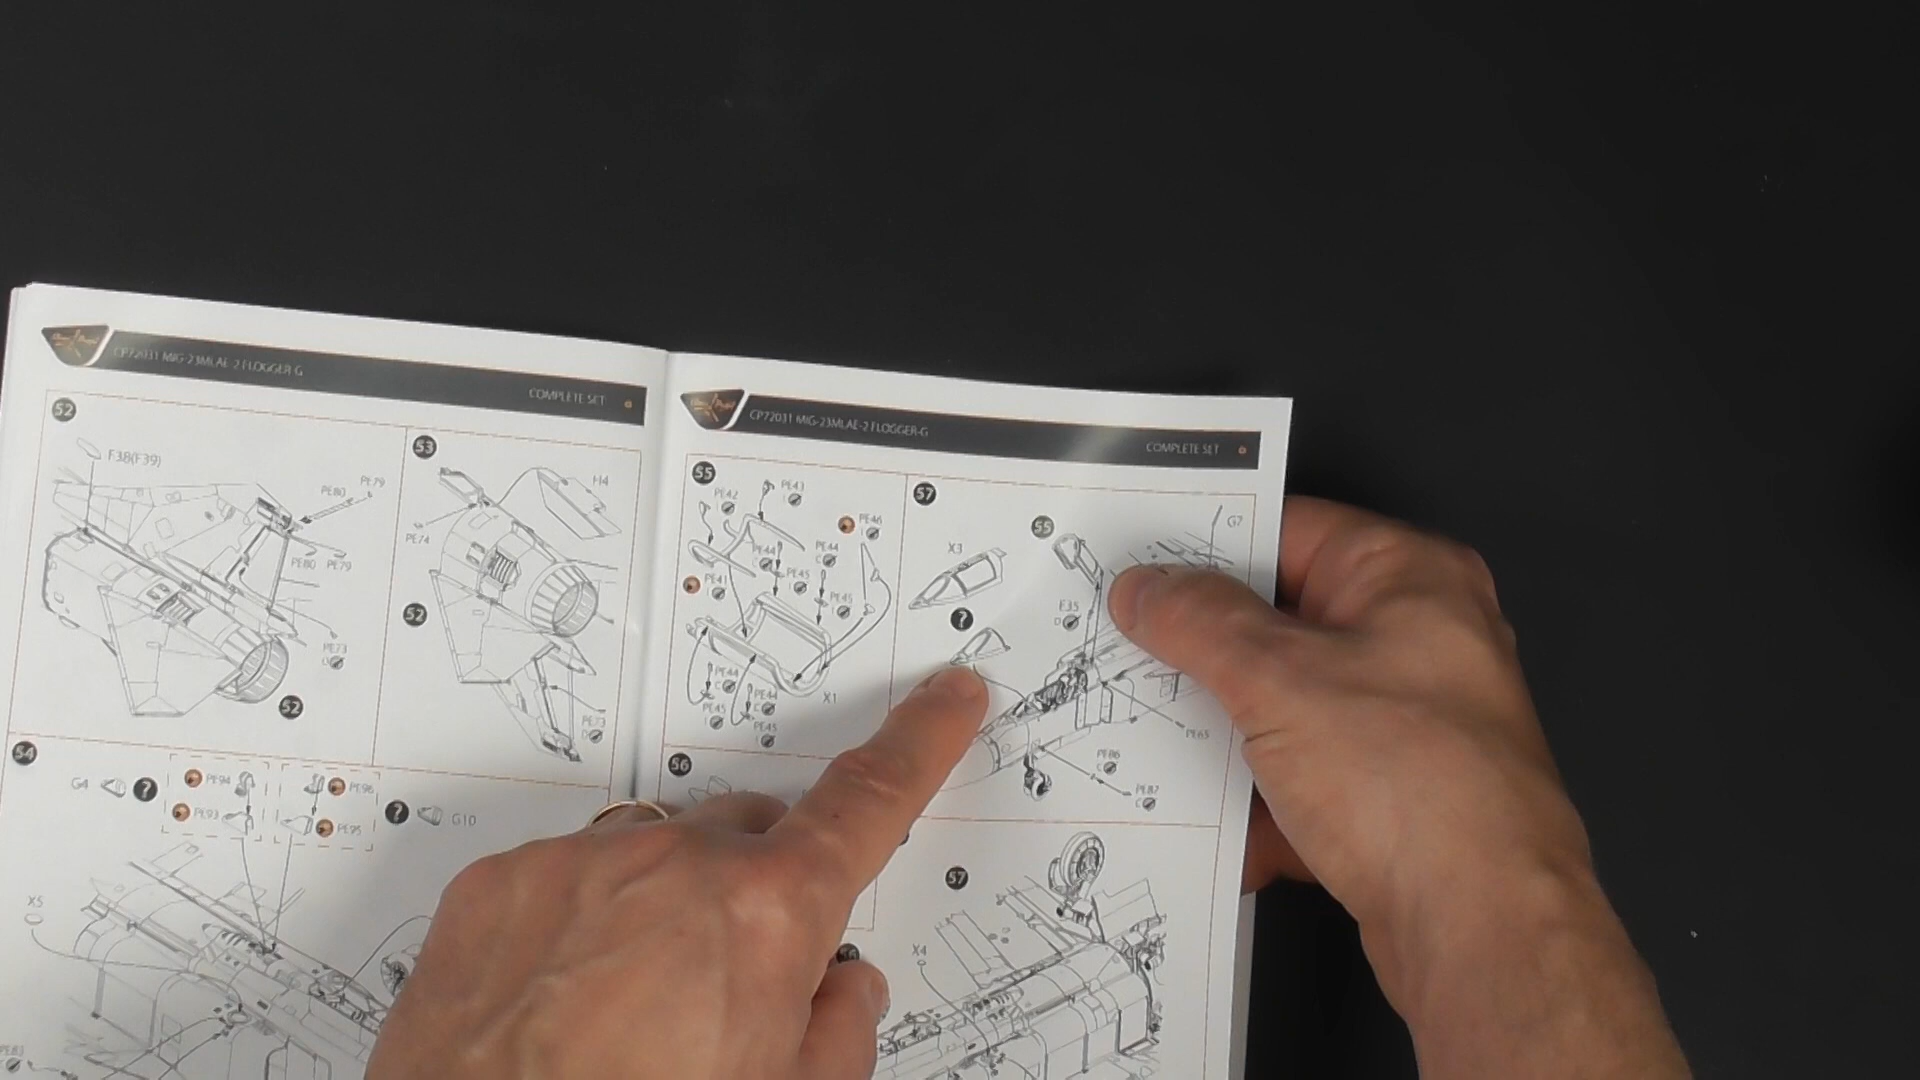 CP72031 MIG-23MLAE-2 FLOGGER-G
COMPLETE SET
52
F38(F39)
PE80
PE79
PE80
PE79
PE73
D
52
53
H4
PE74
52
PE73
D
54
G4
?
PE94
PE93
PE96
PE95
?
G10
X5
PE83
C
CP72031 MIG-23MLAE-2 FLOGGER-G
COMPLETE SET
55
PE42
I
PE43
I
PE46
I
PE44
C
PE44
C
PE45
I
PE45
I
PE41
I
PE44
C
PE44
C
PE45
I
PE45
I
X1
56
57
X3
?
55
G7
F35
D
PE65
PE86
C
PE87
C
57
X4